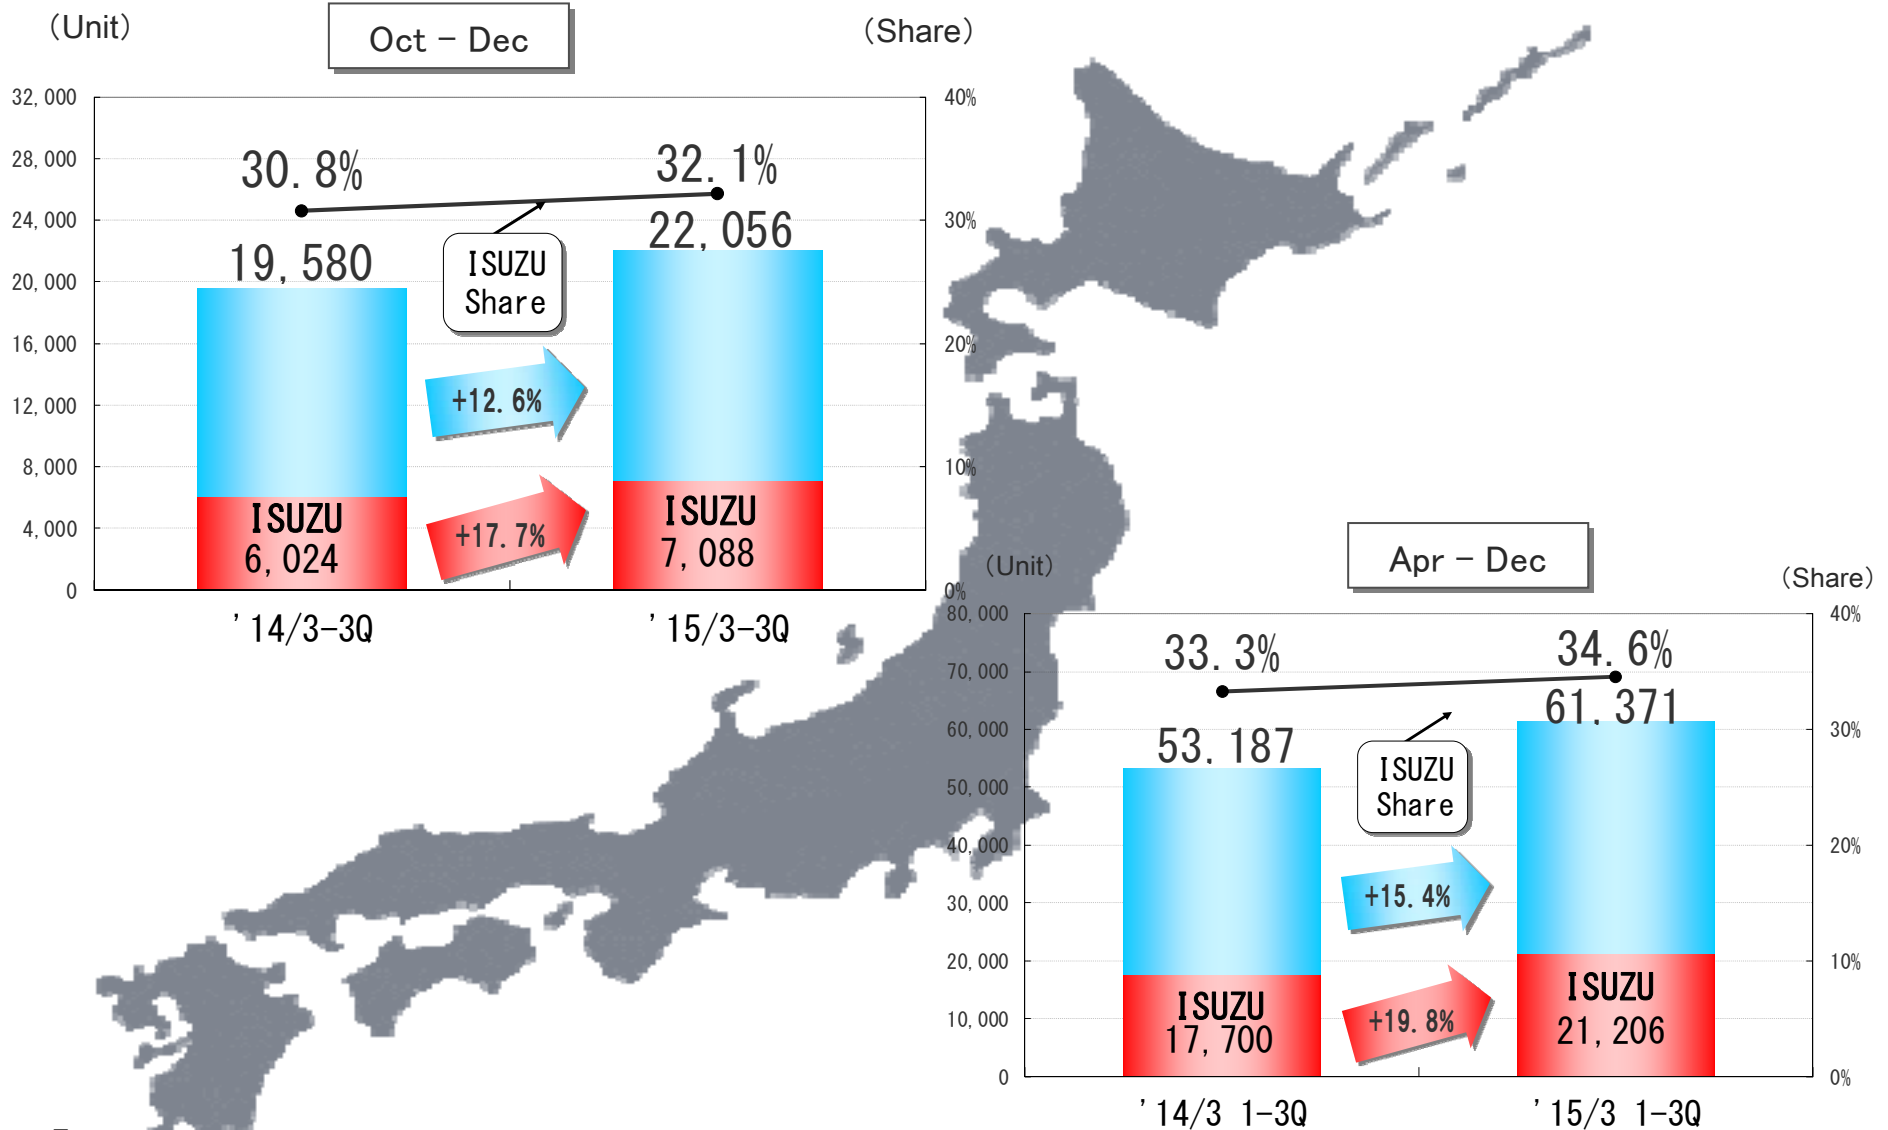 （Unit）
Oct － Dec
（Share）
32,000
28,000
24,000
20,000
16,000
12,000
8,000
4,000
0
40%
30%
20%
10%
0%
30.8%
32.1%
19,580
22,056
ISUZU
Share
+12.6%
+17.7%
ISUZU
6,024
ISUZU
7,088
'14/3-3Q
'15/3-3Q
（Unit）
Apr － Dec
（Share）
80,000
70,000
60,000
50,000
40,000
30,000
20,000
10,000
0
40%
30%
20%
10%
0%
33.3%
34.6%
53,187
61,371
ISUZU
Share
+15.4%
+19.8%
ISUZU
17,700
ISUZU
21,206
'14/3 1-3Q
'15/3 1-3Q